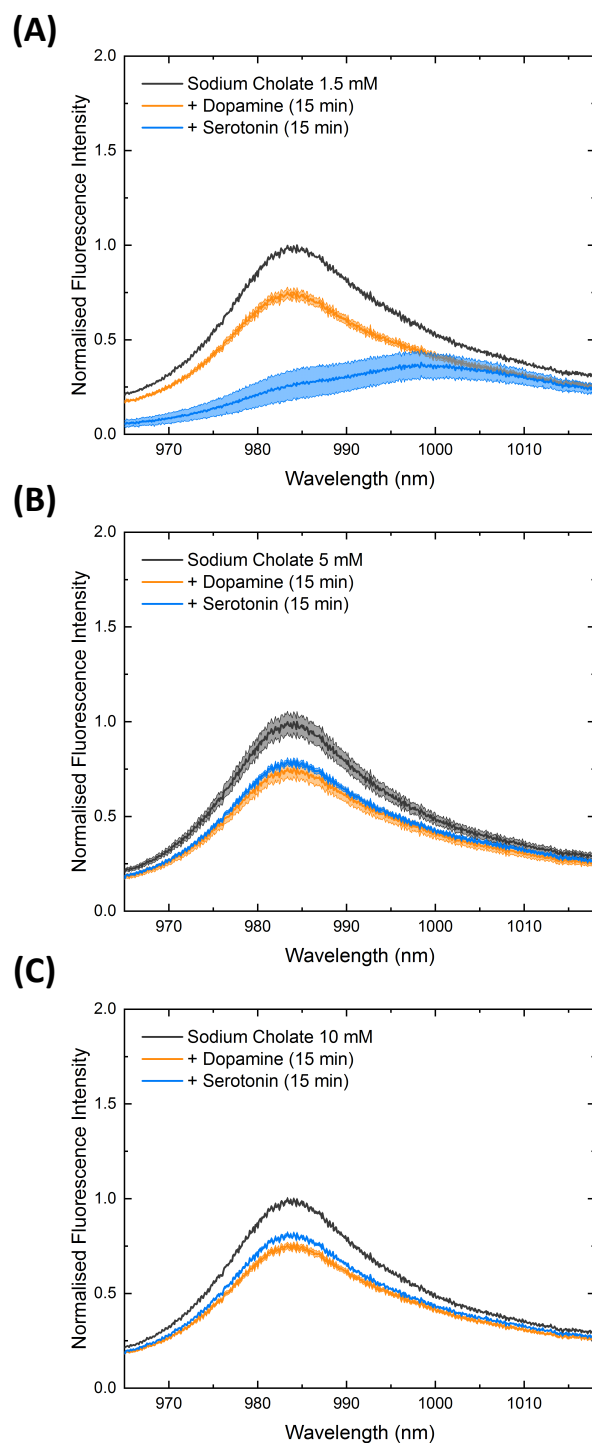 (A)
2.0
1.5
1.0
0.5
0.0
Normalised Fluorescence Intensity
Sodium Cholate 1.5 mM
+ Dopamine (15 min)
+ Serotonin (15 min)
970 980 990 1000 1010
Wavelength (nm)
(B)
2.0
1.5
1.0
0.5
0.0
Normalised Fluorescence Intensity
Sodium Cholate 5 mM
+ Dopamine (15 min)
+ Serotonin (15 min)
970 980 990 1000 1010
Wavelength (nm)
(C)
2.0
1.5
1.0
0.5
0.0
Normalised Fluorescence Intensity
Sodium Cholate 10 mM
+ Dopamine (15 min)
+ Serotonin (15 min)
970 980 990 1000 1010
Wavelength (nm)